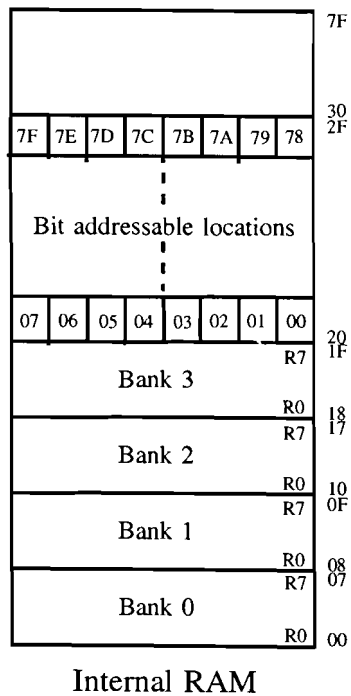 7F
30
2F
7F 7E 7D 7C 7B 7A 79 78
Bit addressable locations
07 06 05 04 03 02 01 00
20
1F
R7
Bank 3
R0
18
17
R7
Bank 2
R0
10
0F
R7
Bank 1
R0
08
07
R7
Bank 0
R0
00
Internal RAM